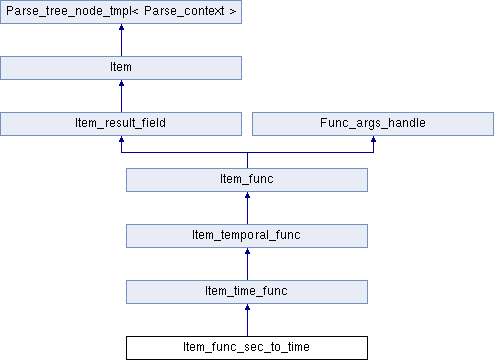 Parse_tree_node_tmpl< Parse_context >
Item
Item_result_field
Func_args_handle
Item_func
Item_temporal_func
Item_time_func
Item_func_sec_to_time